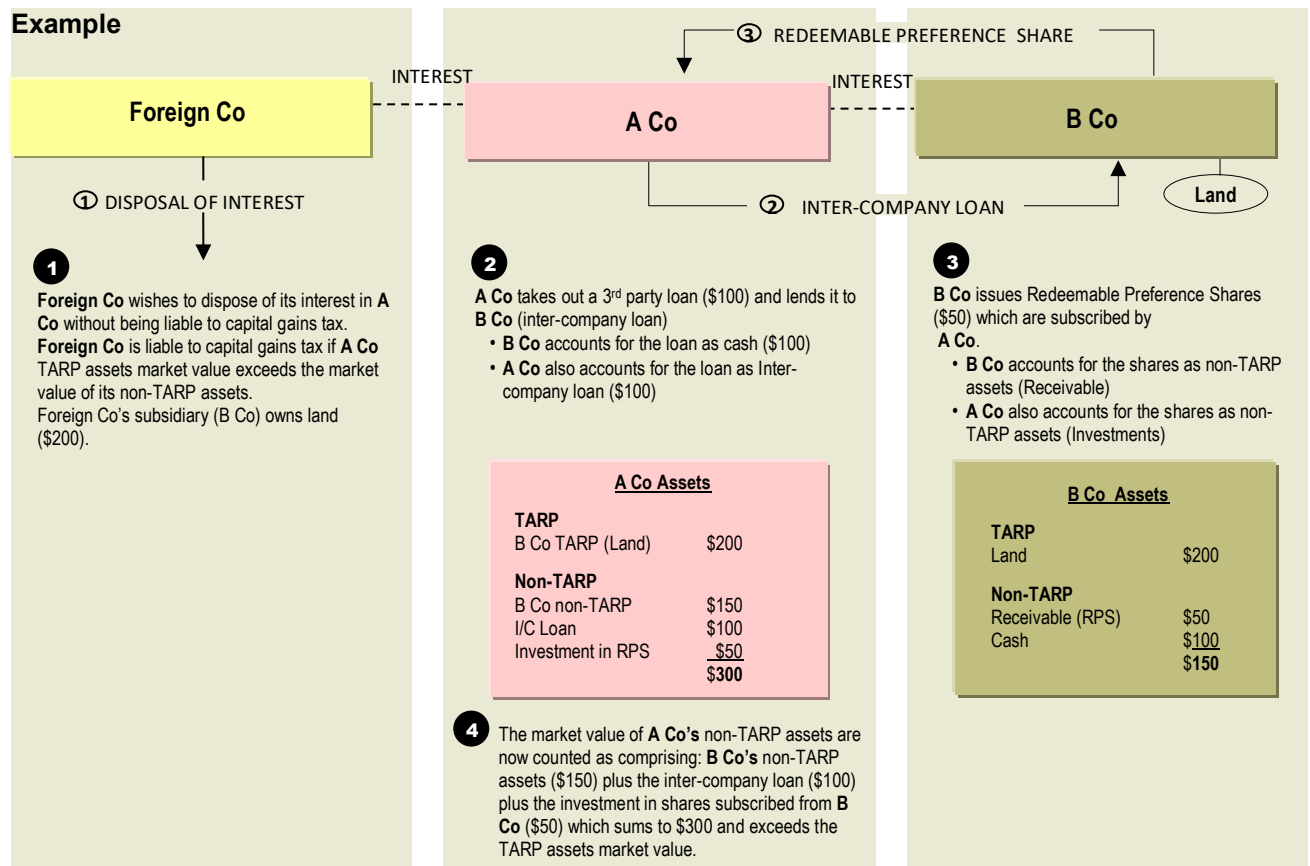 Example
③ REDEEMABLE PREFERENCE SHARE
INTEREST
INTEREST
Foreign Co
A Co
B Co
Land
① DISPOSAL OF INTEREST
② INTER-COMPANY LOAN
1
Foreign Co wishes to dispose of its interest in A
Co without being liable to capital gains tax.
Foreign Co is liable to capital gains tax if A Co
TARP assets market value exceeds the market
value of its non-TARP assets.
Foreign Co's subsidiary (B Co) owns land
($200).
2
A Co takes out a 3rd party loan ($100) and lends it to
B Co (inter-company loan)
• B Co accounts for the loan as cash ($100)
• A Co also accounts for the loan as Inter-
company loan ($100)
A Co Assets
TARP
B Co TARP (Land) $200
Non-TARP
B Co non-TARP $150
I/C Loan $100
Investment in RPS $50
$300
4
The market value of A Co's non-TARP assets are
now counted as comprising: B Co's non-TARP
assets ($150) plus the inter-company loan ($100)
plus the investment in shares subscribed from B
Co ($50) which sums to $300 and exceeds the
TARP assets market value.
3
B Co issues Redeemable Preference Shares
($50) which are subscribed by
A Co.
• B Co accounts for the shares as non-TARP
assets (Receivable)
• A Co also accounts for the shares as non-
TARP assets (Investments)
B Co Assets
TARP
Land $200
Non-TARP
Receivable (RPS) $50
Cash $100
$150